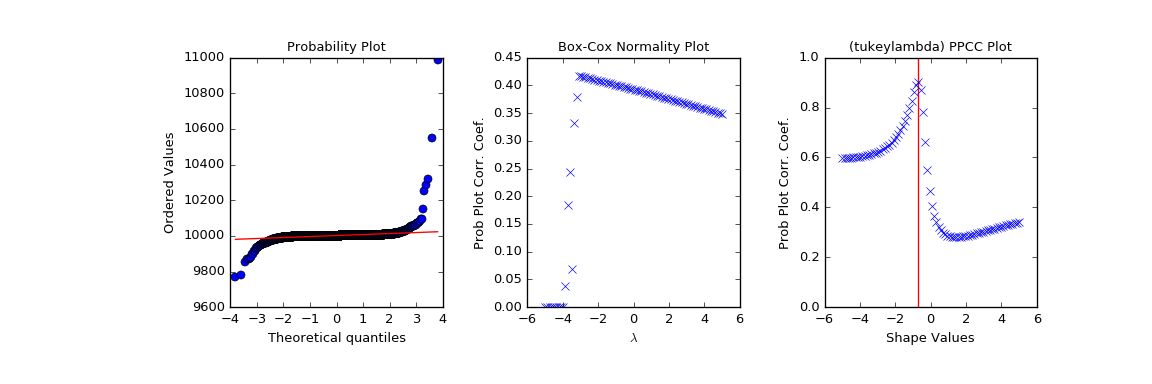 Probability Plot
Ordered Values
11000
10800
10600
10400
10200
10000
9800
9600
−4 −3 −2 −1 0 1 2 3 4
Theoretical quantiles
Box-Cox Normality Plot
Prob Plot Corr. Coef.
0.45
0.40
0.35
0.30
0.25
0.20
0.15
0.10
0.05
0.00
−6 −4 −2 0 2 4 6
λ
(tukeylambda) PPCC Plot
Prob Plot Corr. Coef.
1.0
0.8
0.6
0.4
0.2
0.0
−6 −4 −2 0 2 4 6
Shape Values